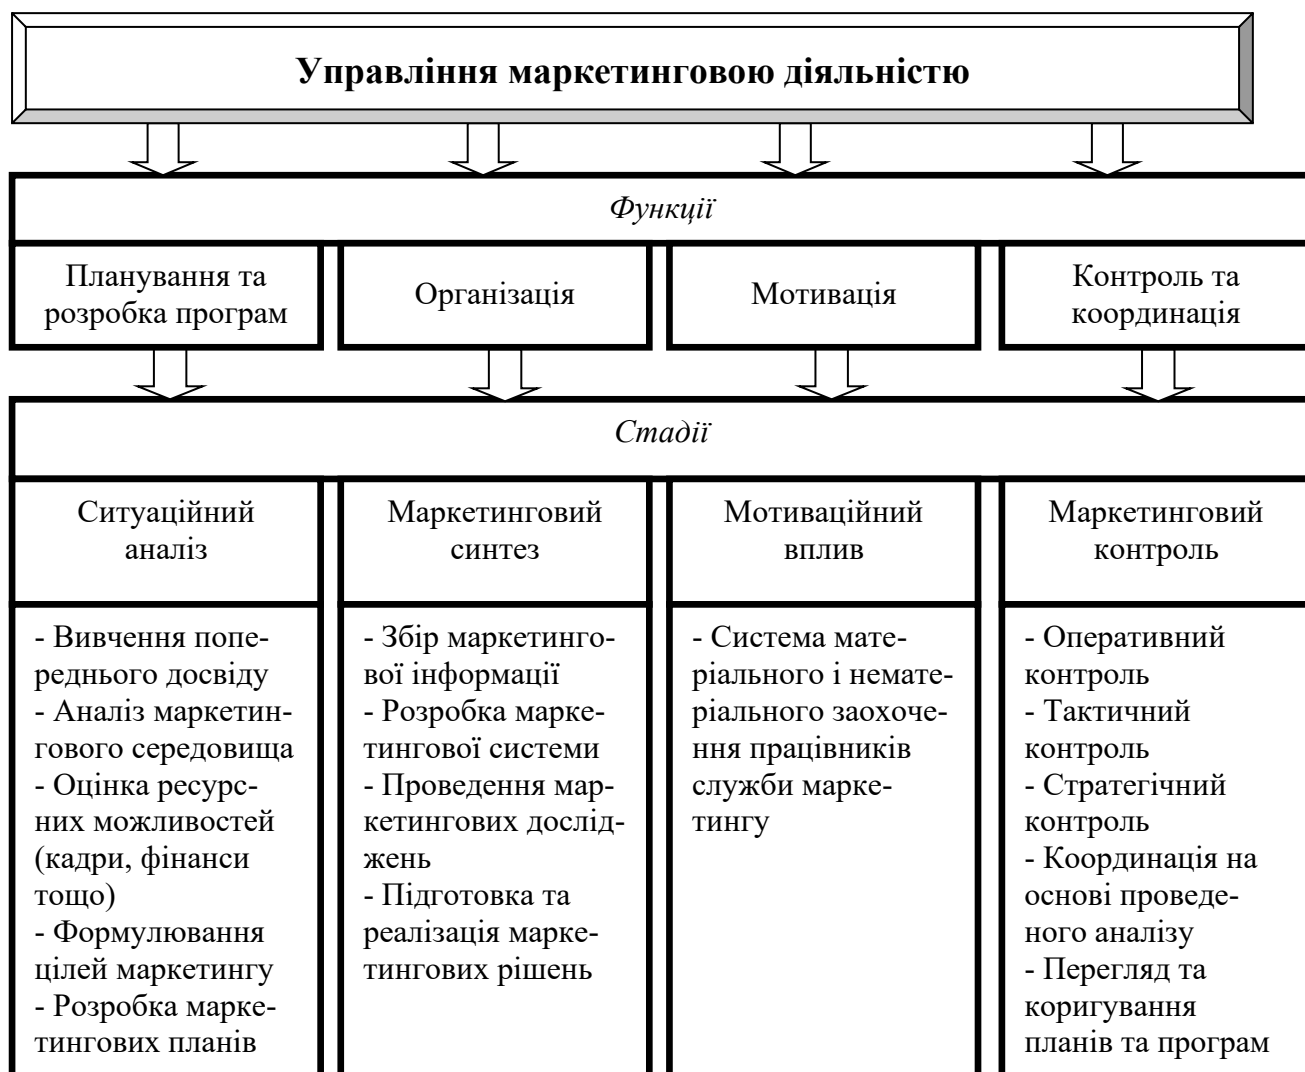 Управління маркетинговою діяльністю
Функції
Планування та
розробка програм
Організація
Мотивація
Контроль та
координація
Стадії
Ситуаційний
аналіз
Маркетинговий
синтез
Мотиваційний
вплив
Маркетинговий
контроль
- Вивчення попе-
реднього досвіду
- Аналіз маркетин-
гового середовища
- Оцінка ресурс-
них можливостей
(кадри, фінанси
тощо)
- Формулювання
цілей маркетингу
- Розробка марке-
тингових планів
- Збір маркетинго-
вої інформації
- Розробка марке-
тингової системи
- Проведення мар-
кетингових дослід-
жень
- Підготовка та
реалізація марке-
тингових рішень
- Система мате-
ріального і немате-
ріального заохоче-
ння працівників
служби марке-
тингу
- Оперативний
контроль
- Тактичний
контроль
- Стратегічний
контроль
- Координація на
основі проведе-
ного аналізу
- Перегляд та
коригування
планів та програм